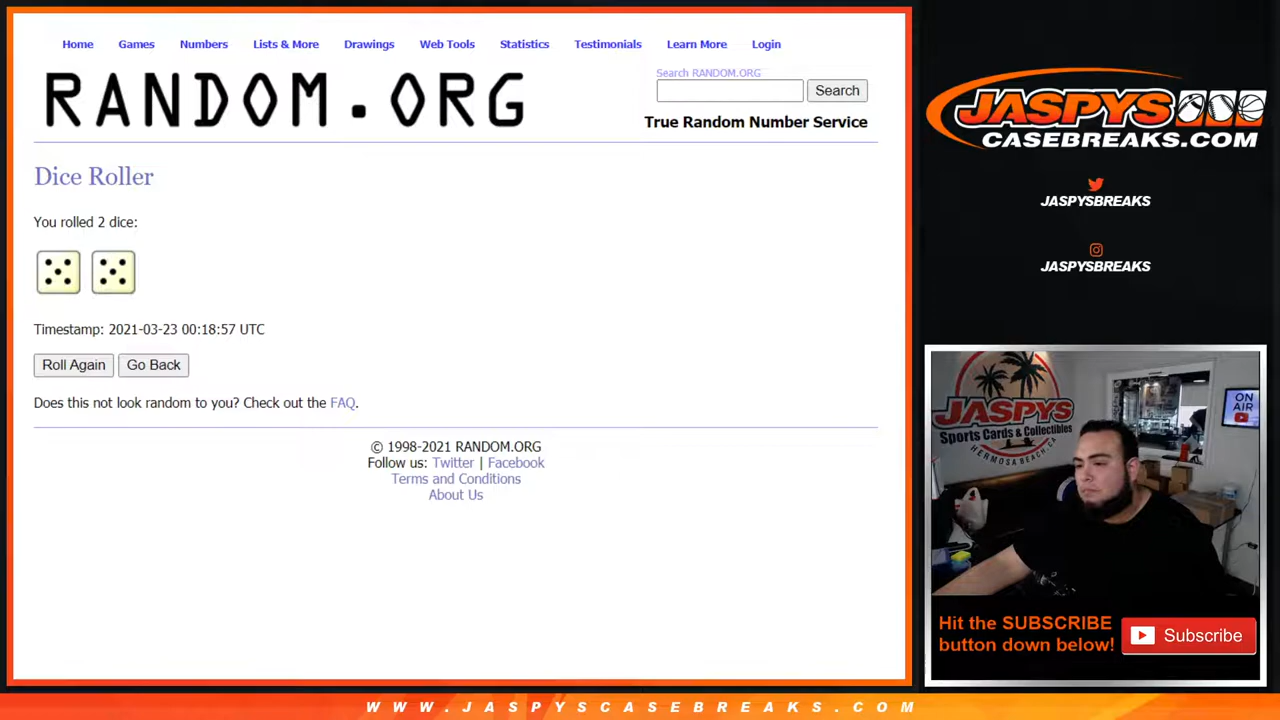 Home Games Numbers Lists & More Drawings Web Tools Statistics Testimonials Learn More Login
RANDOM.ORG
Search RANDOM.ORG
Search
True Random Number Service
Dice Roller
You rolled 2 dice:
Timestamp: 2021-03-23 00:18:57 UTC
Roll Again Go Back
Does this not look random to you? Check out the FAQ.
© 1998-2021 RANDOM.ORG
Follow us: Twitter | Facebook
Terms and Conditions
About Us
JASPYS
CASEBREAKS.COM
JASPYSBREAKS
JASPYSBREAKS
JASPYS
Sports Cards & Collectibles
HERMOSA BEACH, CA
ON
AIR
Hit the SUBSCRIBE
button down below!
Subscribe
WWW.JASPYSCASEBREAKS.COM